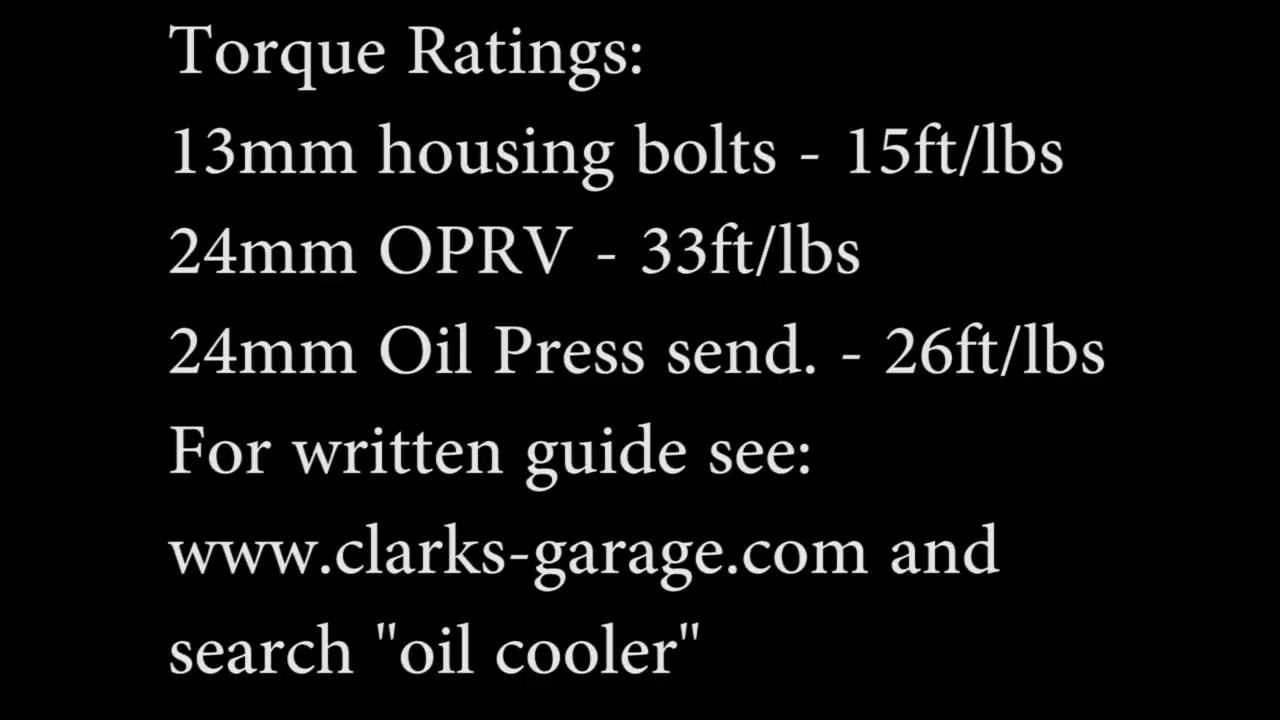 Torque Ratings:
13mm housing bolts - 15ft/lbs
24mm OPRV - 33ft/lbs
24mm Oil Press send. - 26ft/lbs
For written guide see:
www.clarks-garage.com and
search "oil cooler"